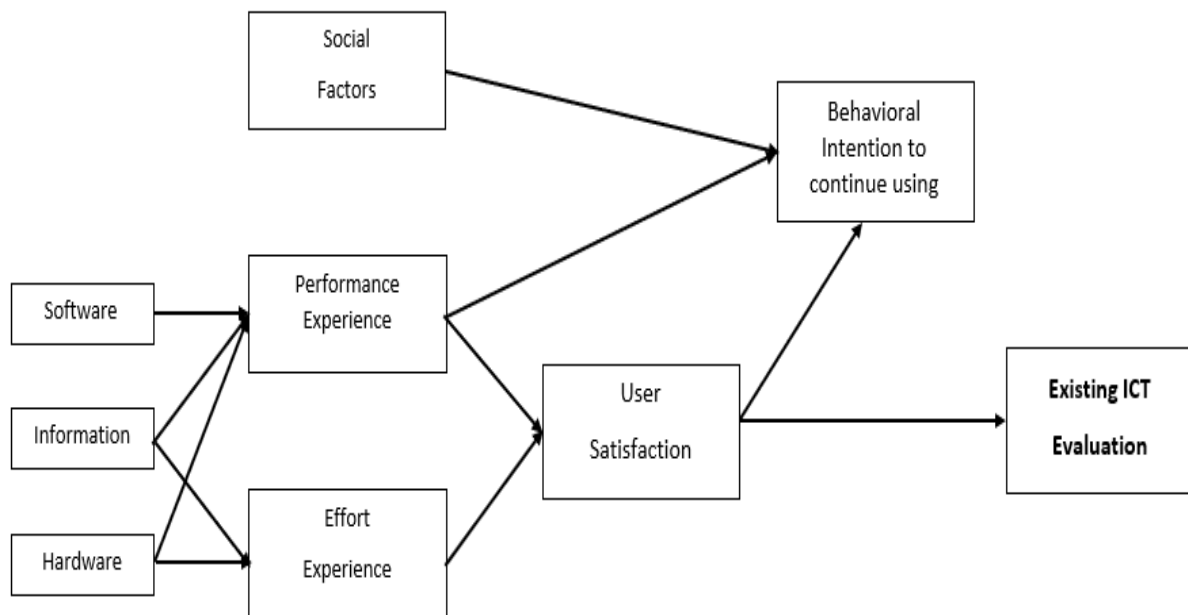 Social
Factors
Behavioral
Intention to
continue using
Performance
Experience
Software
User
Satisfaction
Existing ICT
Evaluation
Information
Effort
Experience
Hardware